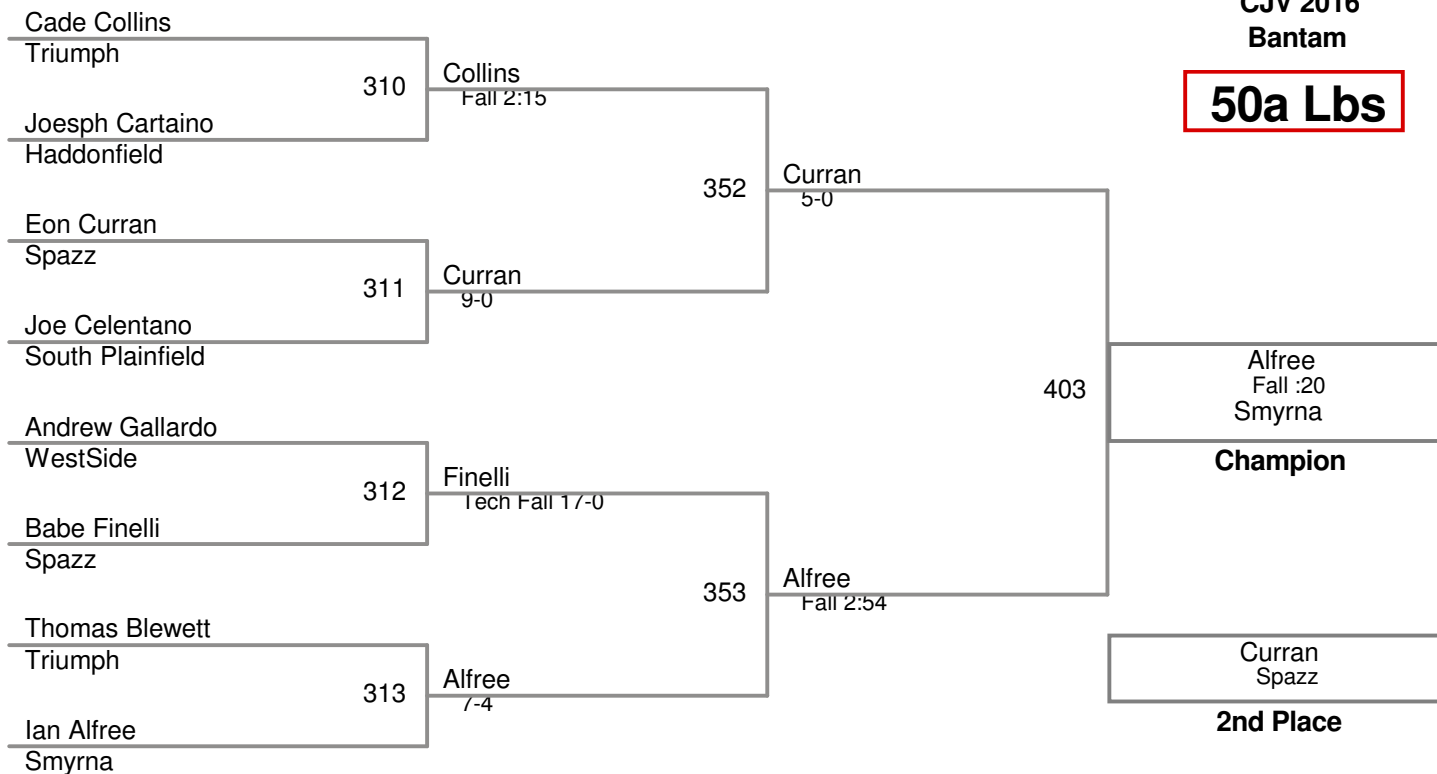 CJV 2016
Bantam
50a Lbs
Cade Collins
Triumph
310
Joesph Cartaino
Haddonfield
Collins
Fall 2:15
Eon Curran
Spazz
311
Joe Celentano
South Plainfield
Curran
9-0
352
Curran
5-0
Andrew Gallardo
WestSide
312
Babe Finelli
Spazz
Finelli
Tech Fall 17-0
Thomas Blewett
Triumph
313
Ian Alfree
Smyrna
Alfree
7-4
353
Alfree
Fall 2:54
403
Alfree
Fall :20
Smyrna
Champion
Curran
Spazz
2nd Place